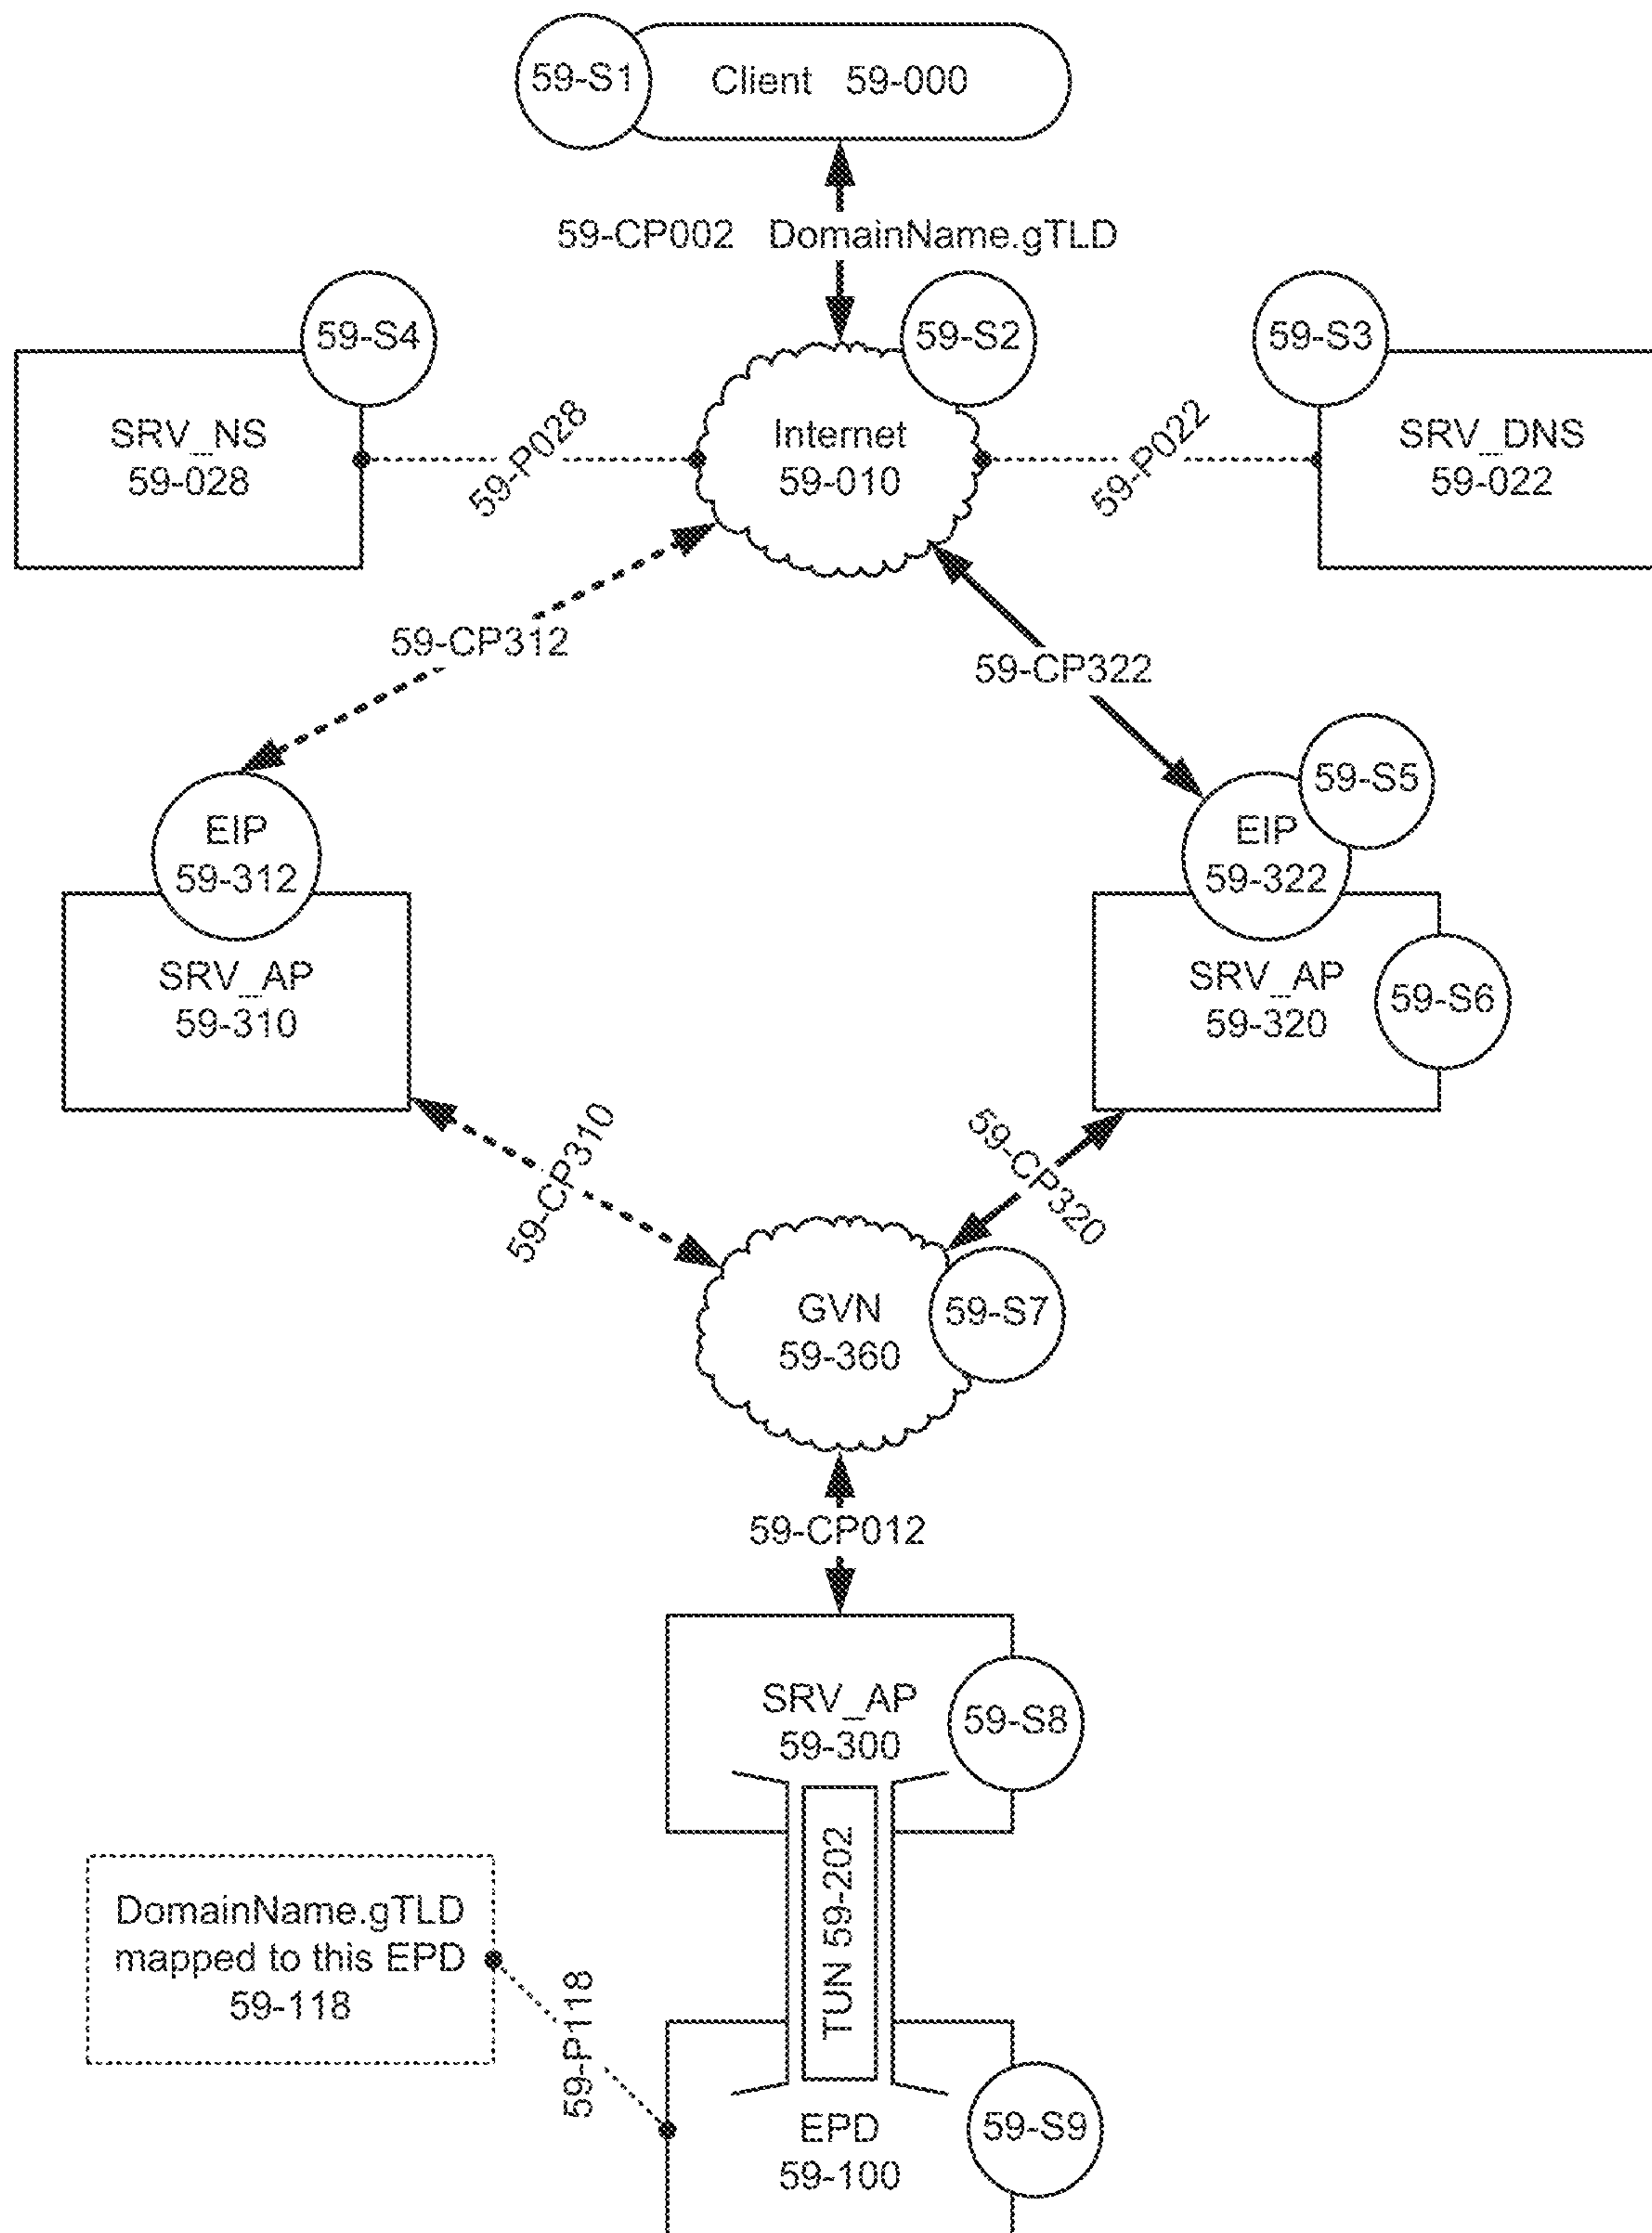 59-S1
Client 59-000
59-CP002 DomainName.gTLD
59-S4
59-S2
59-S3
SRV_NS
59-028
59-P028
Internet
59-010
59-P022
SRV_DNS
59-022
59-CP312
59-CP322
59-S5
EIP
59-312
EIP
59-322
SRV_AP
59-310
SRV_AP
59-320
59-S6
59-CP310
59-CP320
GVN
59-360
59-S7
59-CP012
SRV_AP
59-300
59-S8
TUN 59-202
DomainName.gTLD
mapped to this EPD
59-118
59-P118
EPD
59-100
59-S9